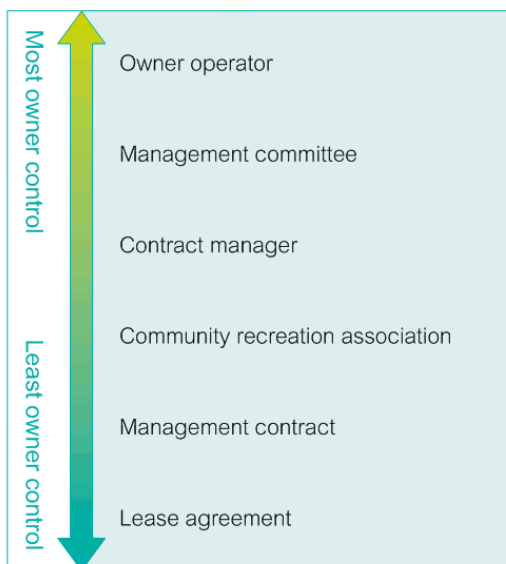 Most owner control
Least owner control
Owner operator
Management committee
Contract manager
Community recreation association
Management contract
Lease agreement